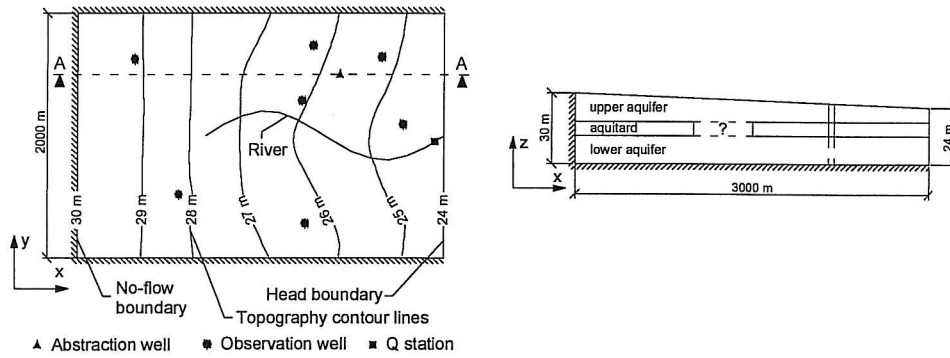 A
A
2000 m
River
30 m
29 m
28 m
27 m
26 m
25 m
24 m
y
x
No-flow
boundary
Head boundary
Topography contour lines
Abstraction well
Observation well
Q station
upper aquifer
aquitard
?
lower aquifer
30 m
24 m
z
x
3000 m